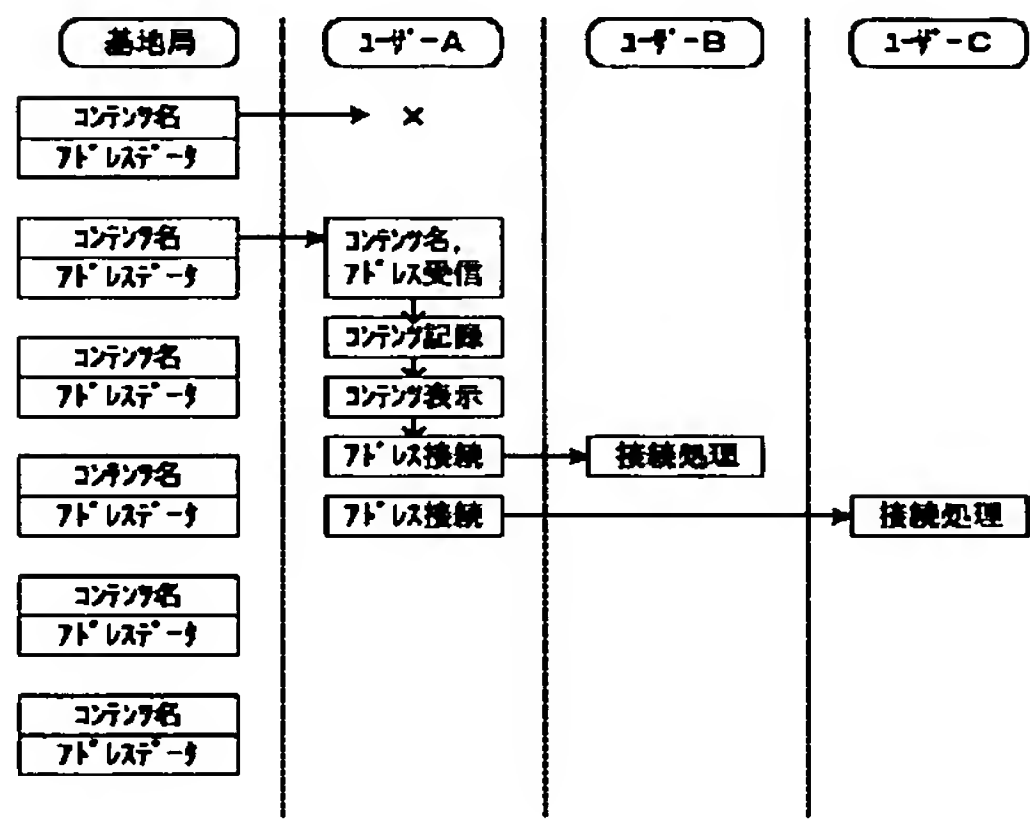 基地局
ユーザーA
ユーザーB
ユーザーC
コンテンツ名
アドレスデータ
×
コンテンツ名
アドレスデータ
コンテンツ名,
アドレス受信
コンテンツ記録
コンテンツ名
アドレスデータ
コンテンツ表示
アドレス接続
接続処理
コンテンツ名
アドレスデータ
アドレス接続
接続処理
コンテンツ名
アドレスデータ
コンテンツ名
アドレスデータ